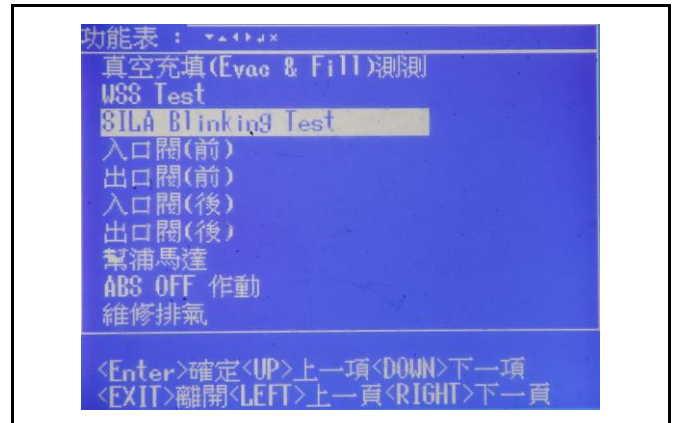 功能表： ▼▲◄►↲×
真空充填(Evac & Fill)測測
WSS Test
SILA Blinking Test
入口閥(前)
出口閥(前)
入口閥(後)
出口閥(後)
幫浦馬達
ABS OFF 作動
維修排氣
<Enter>確定<UP>上一項<DOWN>下一項
<EXIT>離開<LEFT>上一頁<RIGHT>下一頁